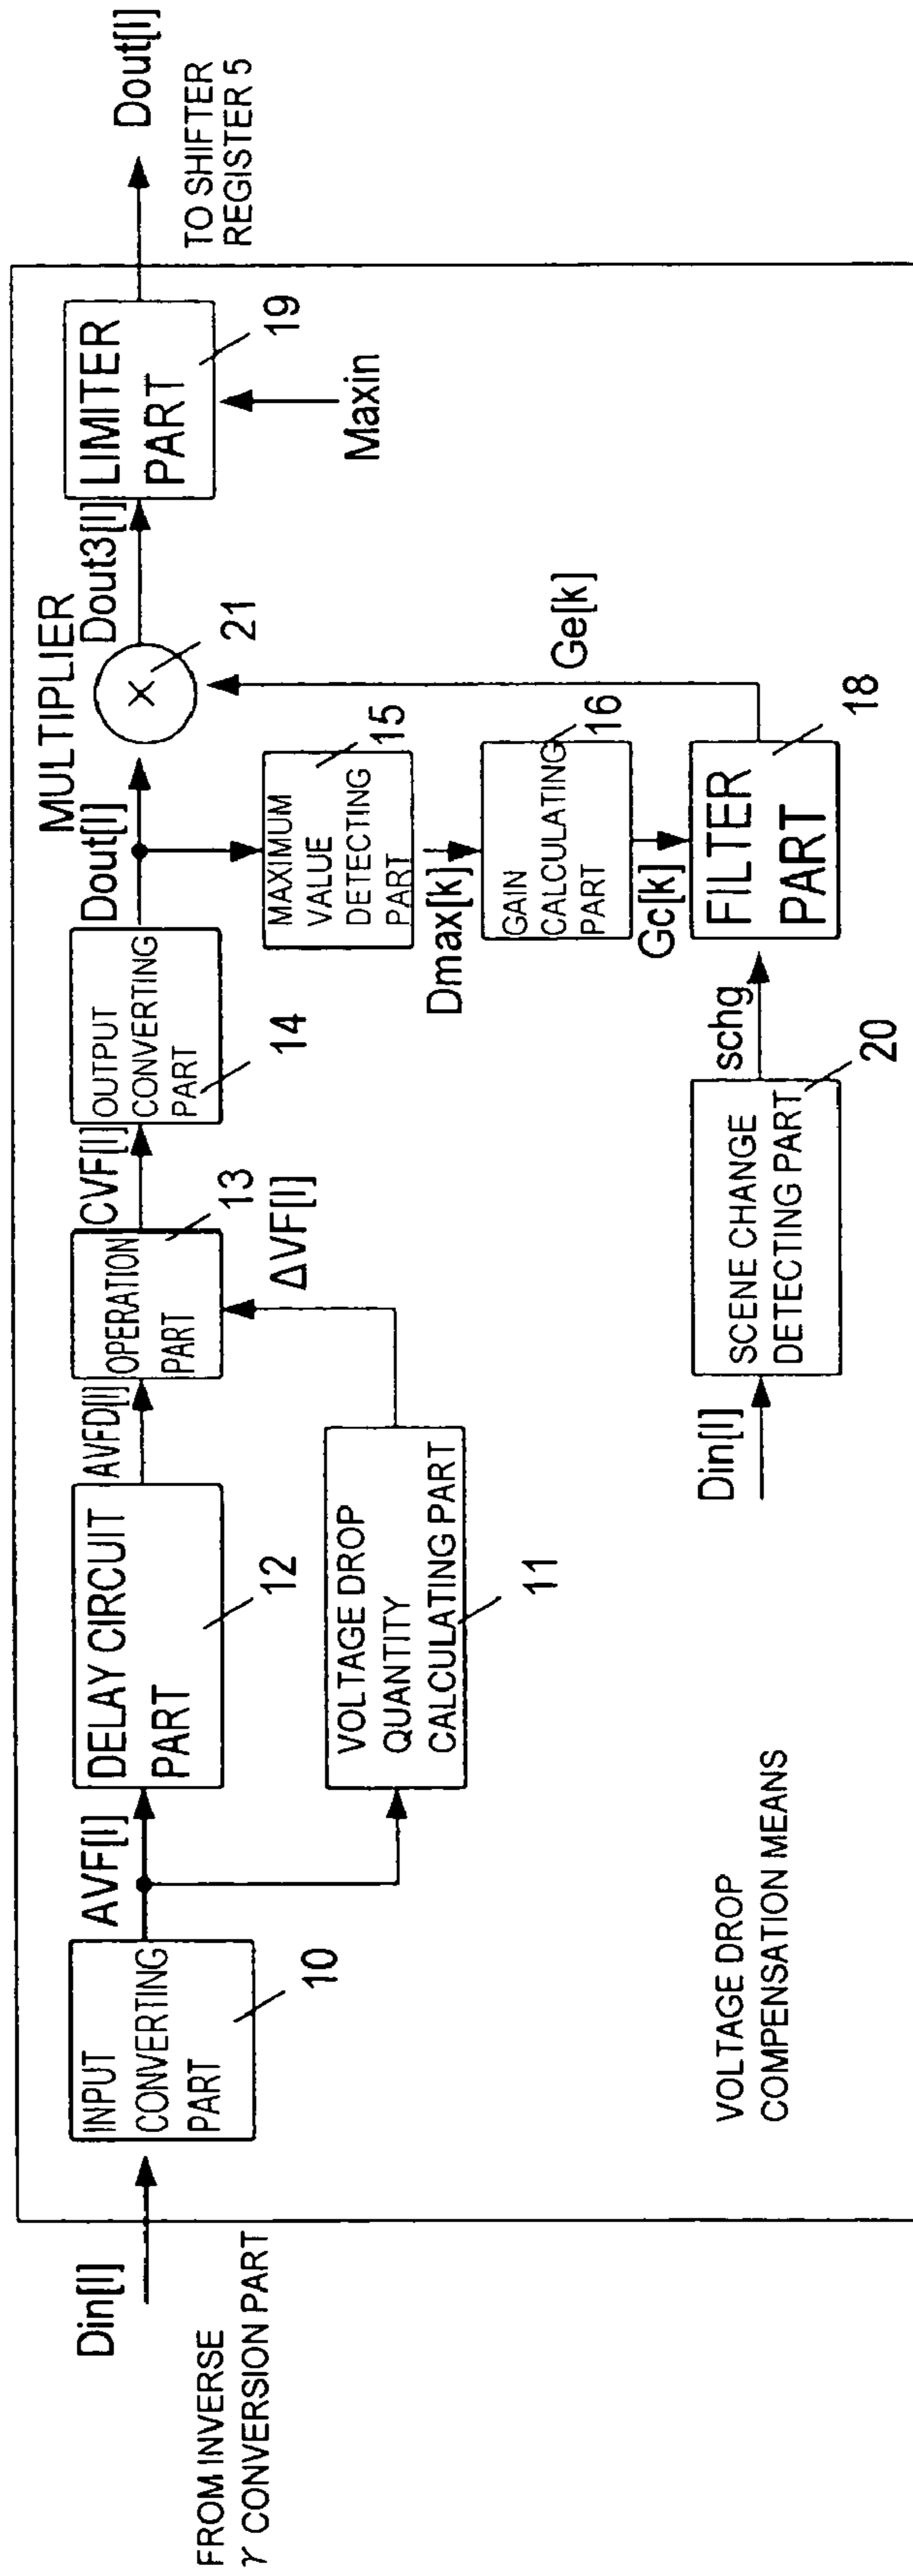 FROM INVERSE
γ CONVERSION PART
Din[l]
INPUT
CONVERTING
PART
10
AVF[l]
DELAY CIRCUIT
PART
12
VOLTAGE DROP
QUANTITY
CALCULATING PART
11
AVFD[l]
OPERATION
PART
13
ΔVF[l]
CVF[l]
OUTPUT
CONVERTING
PART
14
Dout[l]
MULTIPLIER
×
21
Dout3[l]
LIMITER
PART
19
Maxin
Dout[l]
TO SHIFTER
REGISTER 5
MAXIMUM
VALUE
DETECTING
PART
15
Dmax[k]
GAIN
CALCULATING
PART
16
Gc[k]
FILTER
PART
18
Ge[k]
Din[l]
SCENE CHANGE
DETECTING PART
20
schg
VOLTAGE DROP
COMPENSATION MEANS